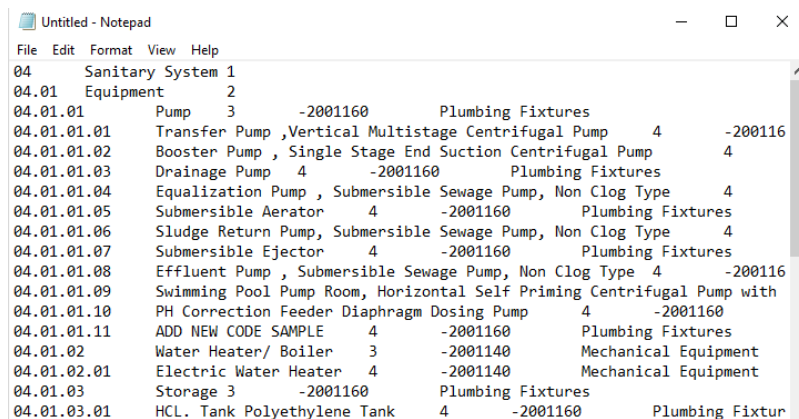 Untitled - Notepad
File Edit Format View Help
04 Sanitary System 1
04.01 Equipment 2
04.01.01 Pump 3 -2001160 Plumbing Fixtures
04.01.01.01 Transfer Pump ,Vertical Multistage Centrifugal Pump 4 -200116
04.01.01.02 Booster Pump , Single Stage End Suction Centrifugal Pump 4
04.01.01.03 Drainage Pump 4 -2001160 Plumbing Fixtures
04.01.01.04 Equalization Pump , Submersible Sewage Pump, Non Clog Type 4
04.01.01.05 Submersible Aerator 4 -2001160 Plumbing Fixtures
04.01.01.06 Sludge Return Pump, Submersible Sewage Pump, Non Clog Type 4
04.01.01.07 Submersible Ejector 4 -2001160 Plumbing Fixtures
04.01.01.08 Effluent Pump , Submersible Sewage Pump, Non Clog Type 4 -200116
04.01.01.09 Swimming Pool Pump Room, Horizontal Self Priming Centrifugal Pump with
04.01.01.10 PH Correction Feeder Diaphragm Dosing Pump 4 -2001160
04.01.01.11 ADD NEW CODE SAMPLE 4 -2001160 Plumbing Fixtures
04.01.02 Water Heater/ Boiler 3 -2001140 Mechanical Equipment
04.01.02.01 Electric Water Heater 4 -2001140 Mechanical Equipment
04.01.03 Storage 3 -2001160 Plumbing Fixtures
04.01.03.01 HCL. Tank Polyethylene Tank 4 -2001160 Plumbing Fixtur